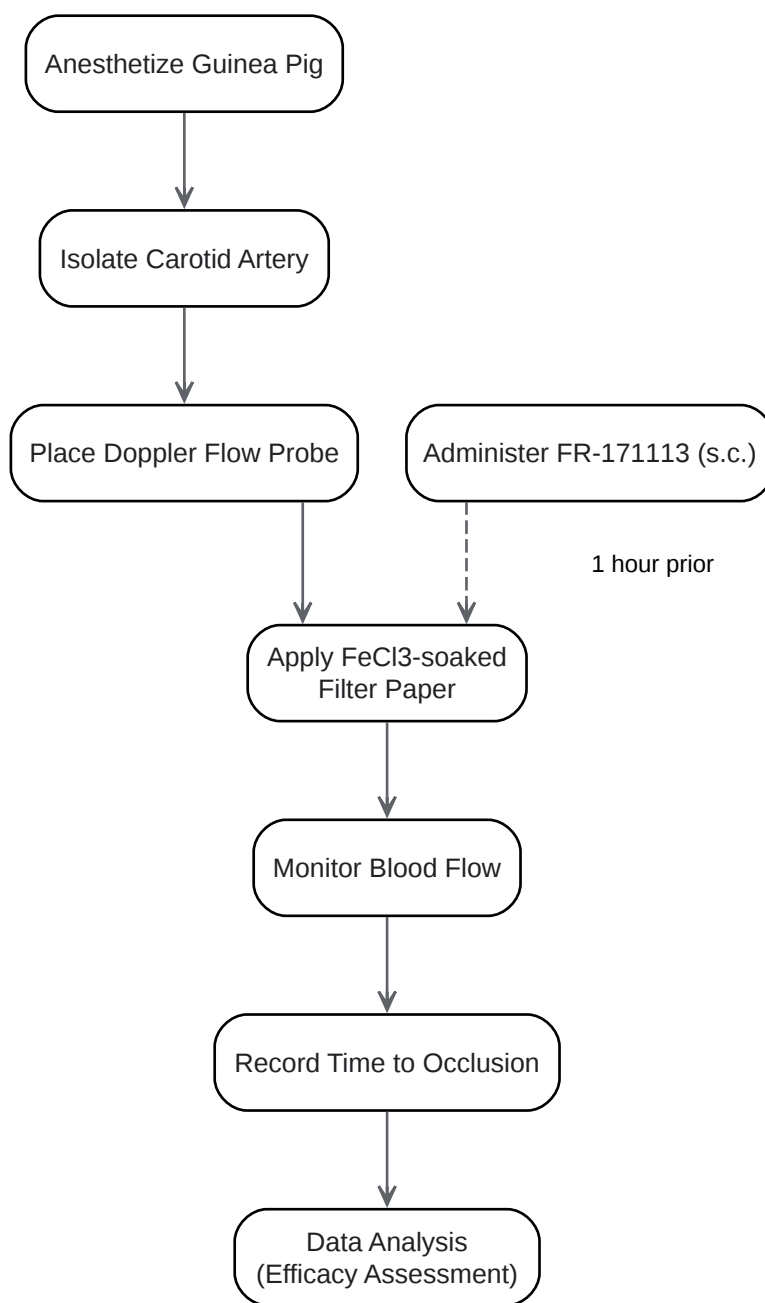 Anesthetize Guinea Pig
Isolate Carotid Artery
Place Doppler Flow Probe
Administer FR-171113 (s.c.)
1 hour prior
Apply FeCl3-soaked
Filter Paper
Monitor Blood Flow
Record Time to Occlusion
Data Analysis
(Efficacy Assessment)